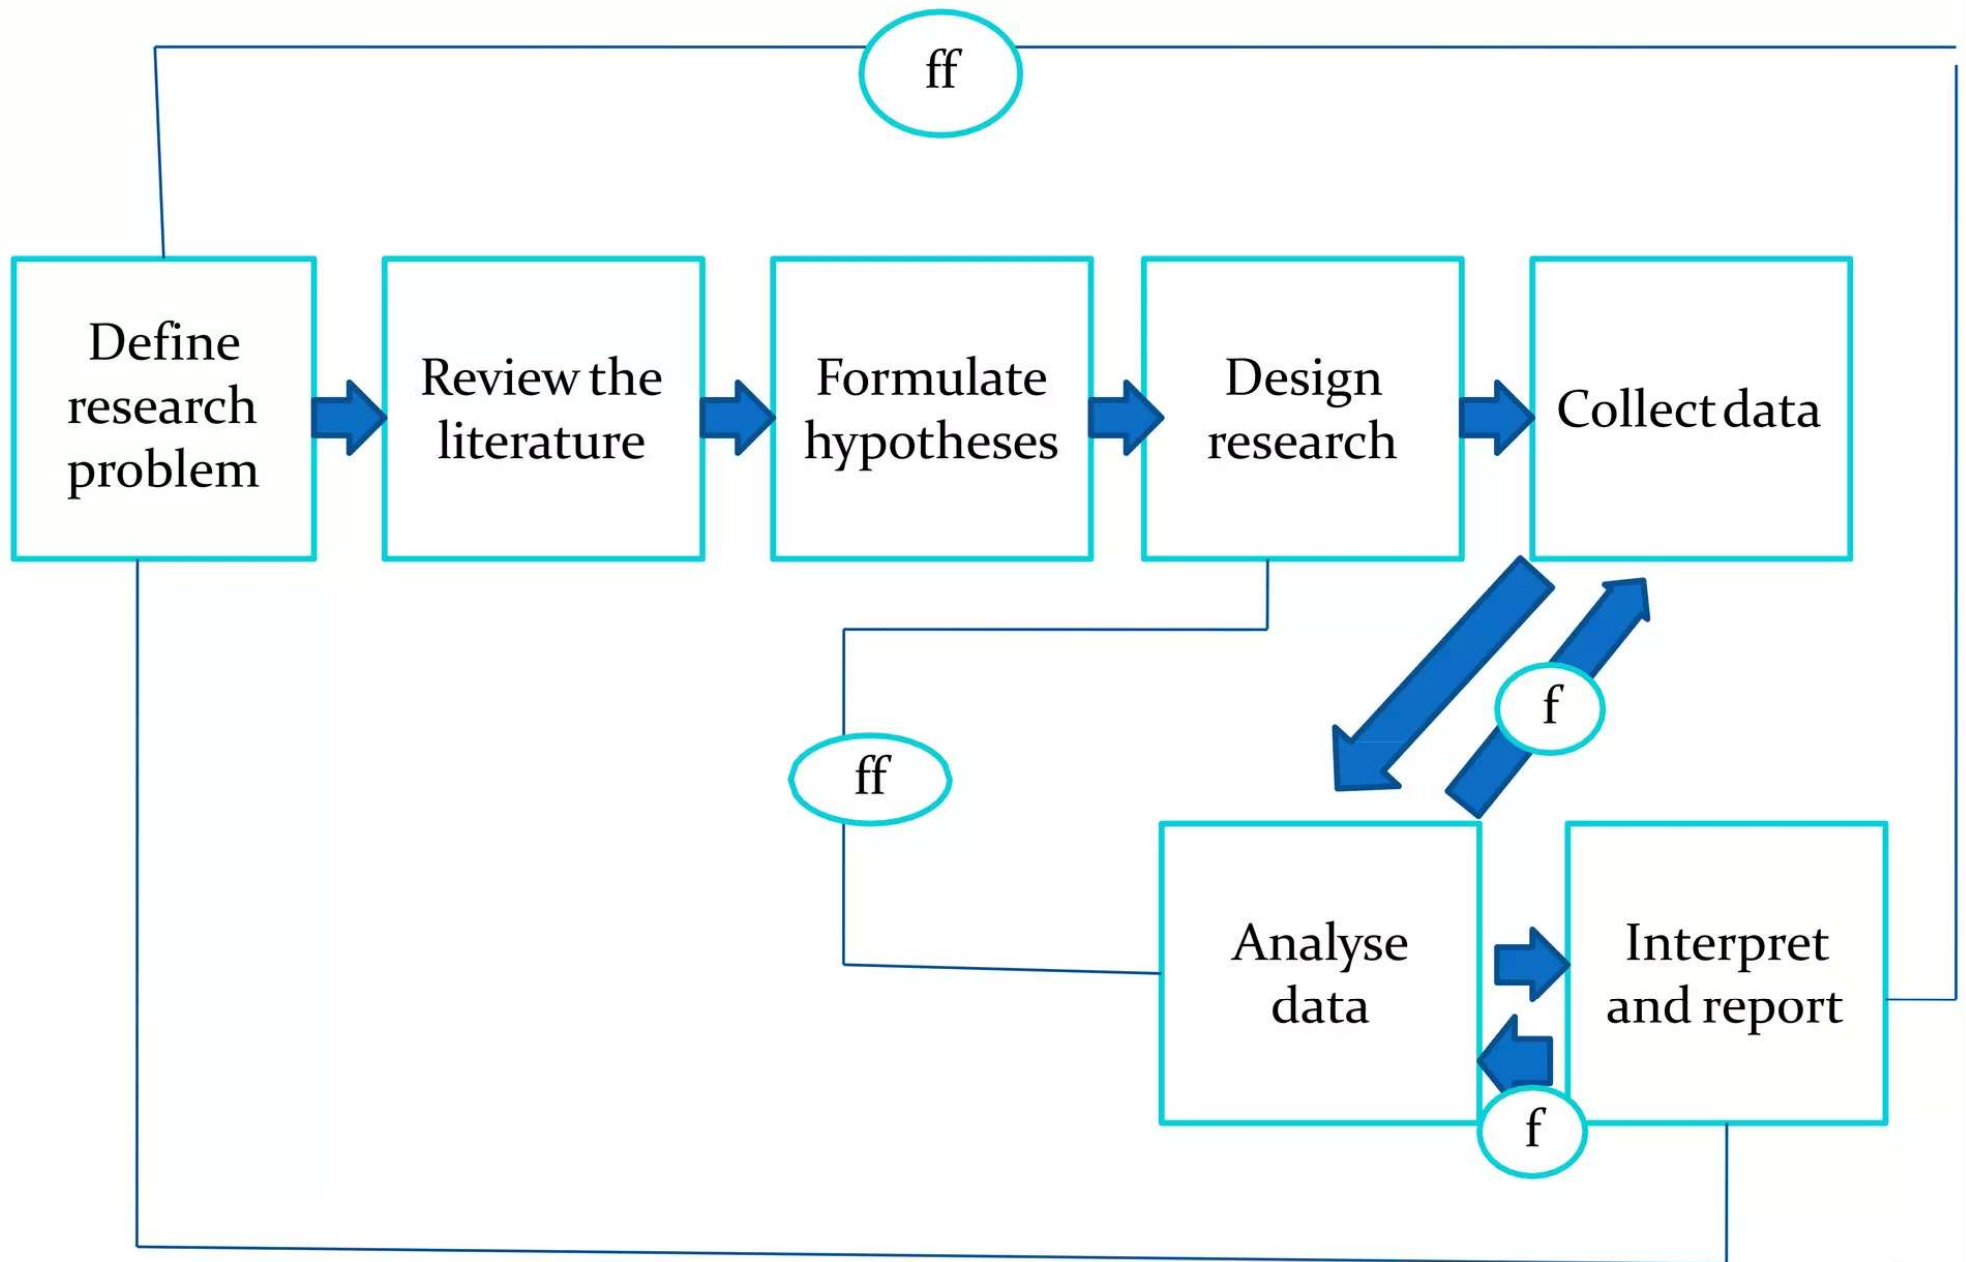 ff
Define
research
problem
Review the
literature
Formulate
hypotheses
Design
research
Collect data
f
ff
Analyse
data
Interpret
and report
f